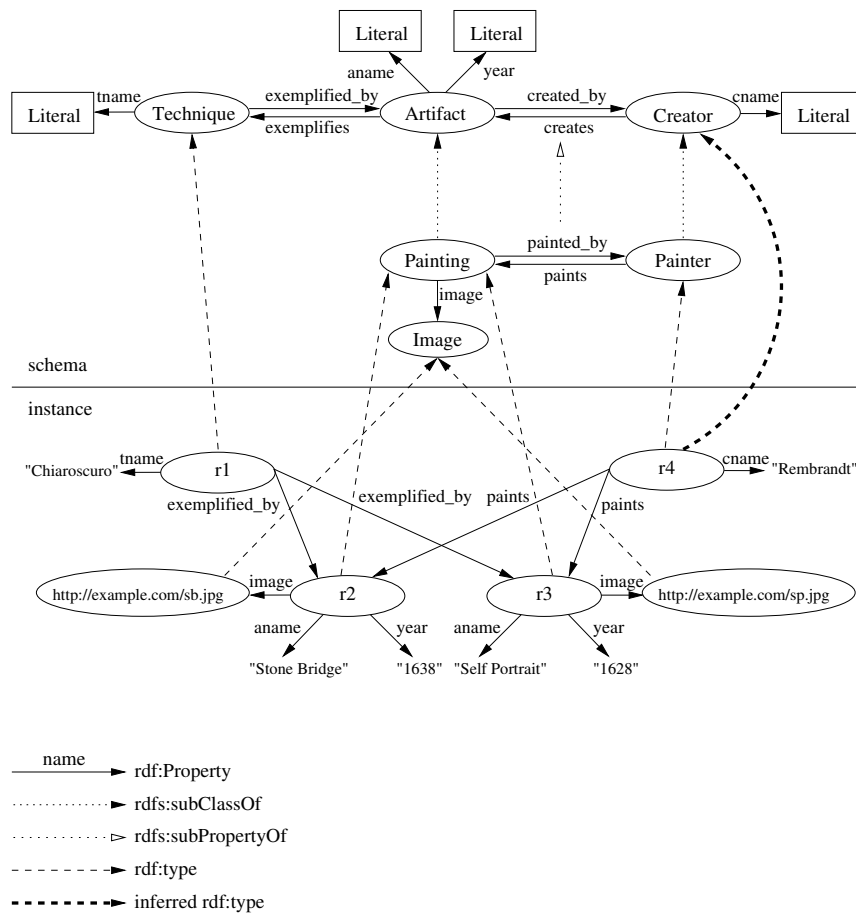 Literal Literal
aname year
tname exemplified_by created_by cname
Literal Technique Artifact Creator Literal
exemplifies creates
painted_by
Painting Painter
paints
image
Image
schema
instance
tname cname
"Chiaroscuro" r1 r4 "Rembrandt"
exemplified_by exemplified_by paints paints
image image
http://example.com/sb.jpg r2 r3 http://example.com/sp.jpg
aname year aname year
"Stone Bridge" "1638" "Self Portrait" "1628"
name
rdf:Property
rdfs:subClassOf
rdfs:subPropertyOf
rdf:type
inferred rdf:type